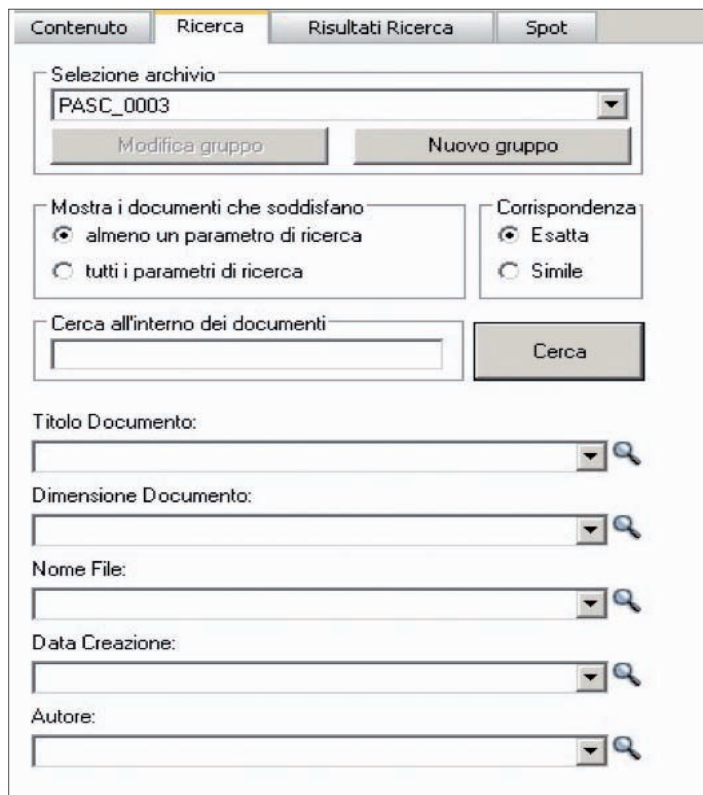 Contenuto Ricerca Risultati Ricerca Spot
Selezione archivio
PASC_0003
Modifica gruppo Nuovo gruppo
Mostra i documenti che soddisfano Corrispondenza
almeno un parametro di ricerca Esatta
tutti i parametri di ricerca Simile
Cerca all'interno dei documenti
Cerca
Titolo Documento:
Dimensione Documento:
Nome File:
Data Creazione:
Autore: